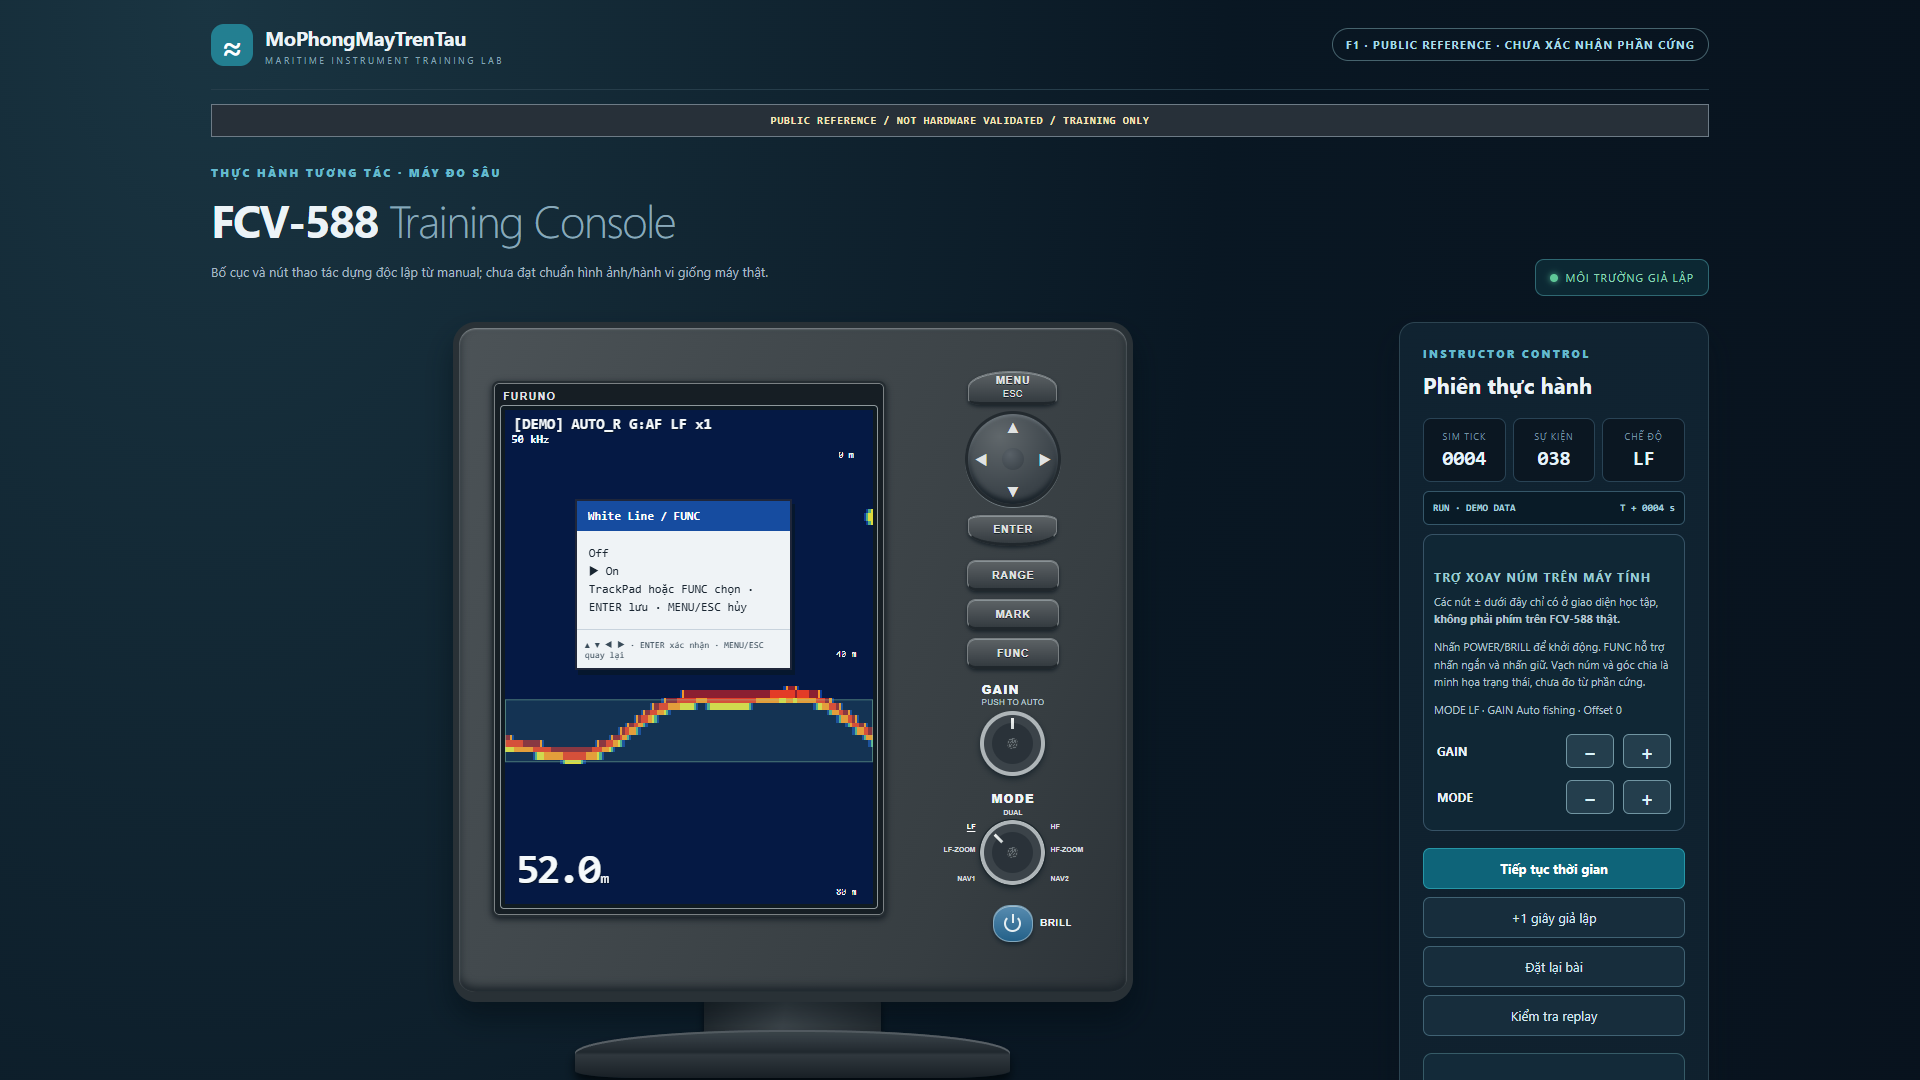 MoPhongMayTrenTau
MARITIME INSTRUMENT TRAINING LAB
F1 · PUBLIC REFERENCE · CHƯA XÁC NHẬN PHẦN CỨNG
PUBLIC REFERENCE / NOT HARDWARE VALIDATED / TRAINING ONLY
THỰC HÀNH TƯƠNG TÁC · MÁY ĐO SÂU
FCV-588 Training Console
Bố cục và nút thao tác dựng độc lập từ manual; chưa đạt chuẩn hình ảnh/hành vi giống máy thật.
MÔI TRƯỜNG GIẢ LẬP
FURUNO
[DEMO] AUTO_R G:AF LF x1
50 kHz
0 m
White Line / FUNC
Off
▶ On
TrackPad hoặc FUNC chọn ·
ENTER lưu · MENU/ESC hủy
▲ ▼ ◀ ▶ · ENTER xác nhận · MENU/ESC
quay lại
40 m
52.0m
80 m
MENU
ESC
▲
◀ ▶
▼
ENTER
RANGE
MARK
FUNC
GAIN
PUSH TO AUTO
MODE
DUAL
LF HF
LF-ZOOM HF-ZOOM
NAV1 NAV2
BRILL
INSTRUCTOR CONTROL
Phiên thực hành
SIM TICK
0004
SỰ KIỆN
038
CHẾ ĐỘ
LF
RUN · DEMO DATA T + 0004 s
TRỢ XOAY NÚM TRÊN MÁY TÍNH
Các nút ± dưới đây chỉ có ở giao diện học tập,
không phải phím trên FCV-588 thật.
Nhấn POWER/BRILL để khởi động. FUNC hỗ trợ
nhấn ngắn và nhấn giữ. Vạch núm và góc chia là
minh họa trạng thái, chưa đo từ phần cứng.
MODE LF · GAIN Auto fishing · Offset 0
GAIN − +
MODE − +
Tiếp tục thời gian
+1 giây giả lập
Đặt lại bài
Kiểm tra replay